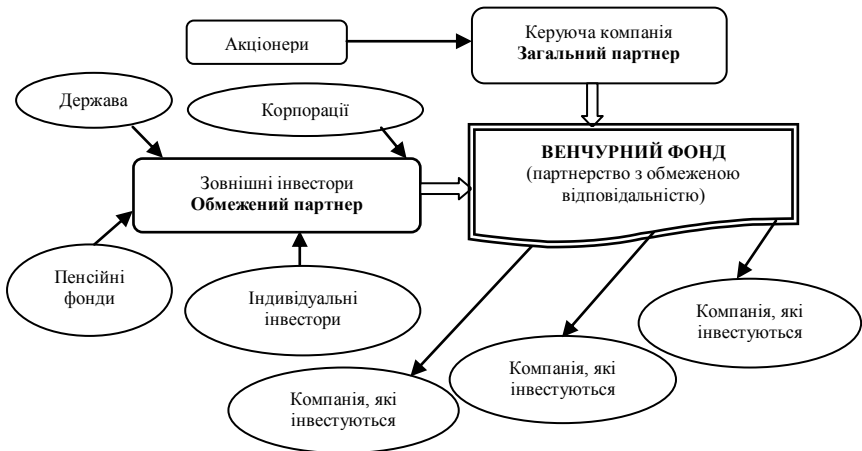 Акціонери
Керуюча компанія
Загальний партнер
Держава
Корпорації
ВЕНЧУРНИЙ ФОНД
(партнерство з обмеженою
відповідальністю)
Зовнішні інвестори
Обмежений партнер
Пенсійні
фонди
Індивідуальні
інвестори
Компанія, які
інвестуються
Компанія, які
інвестуються
Компанія, які
інвестуються